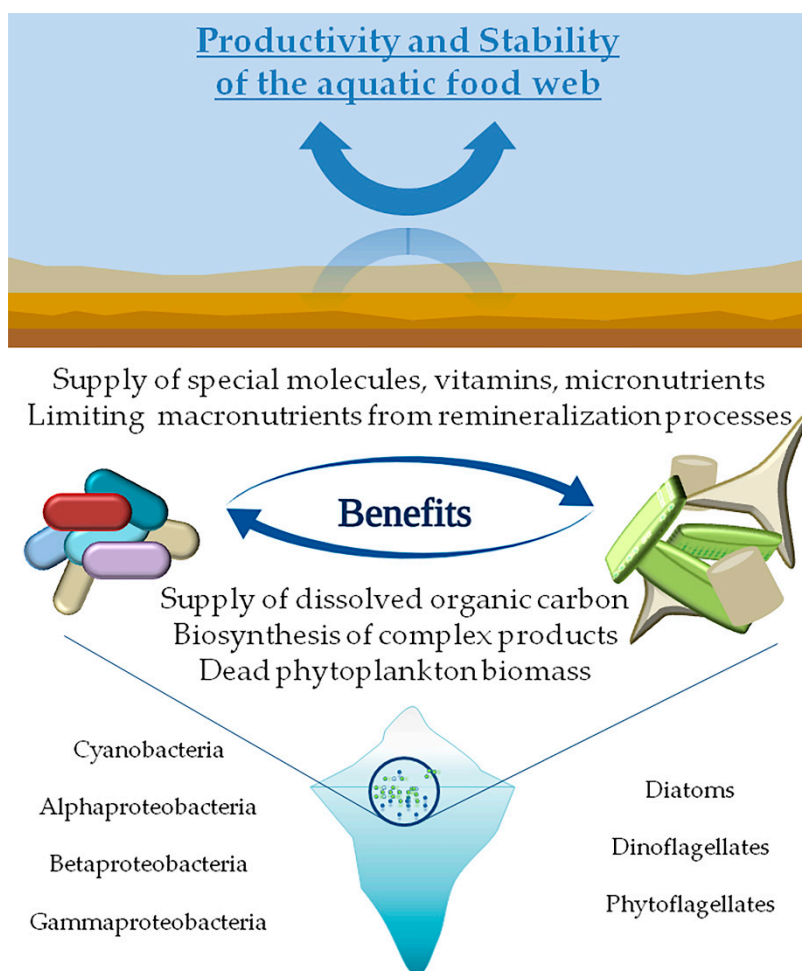 Productivity and Stability
of the aquatic food web
Supply of special molecules, vitamins, micronutrients
Limiting macronutrients from remineralization processes
Benefits
Supply of dissolved organic carbon
Biosynthesis of complex products
Dead phytoplankton biomass
Cyanobacteria
Alphaproteobacteria
Betaproteobacteria
Gammaproteobacteria
Diatoms
Dinoflagellates
Phytoflagellates